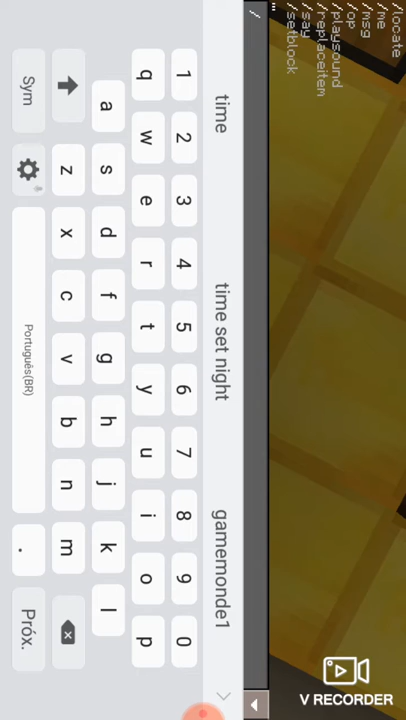 /locate
/me
/msg
/op
/playsound
/replaceitem
/say
/setblock
...
/
time
time set night
gamemonde1
1 2 3 4 5 6 7 8 9 0
q w e r t y u i o p
a s d f g h j k l
z x c v b n m
Sym
Português(BR)
.
Próx.
V RECORDER